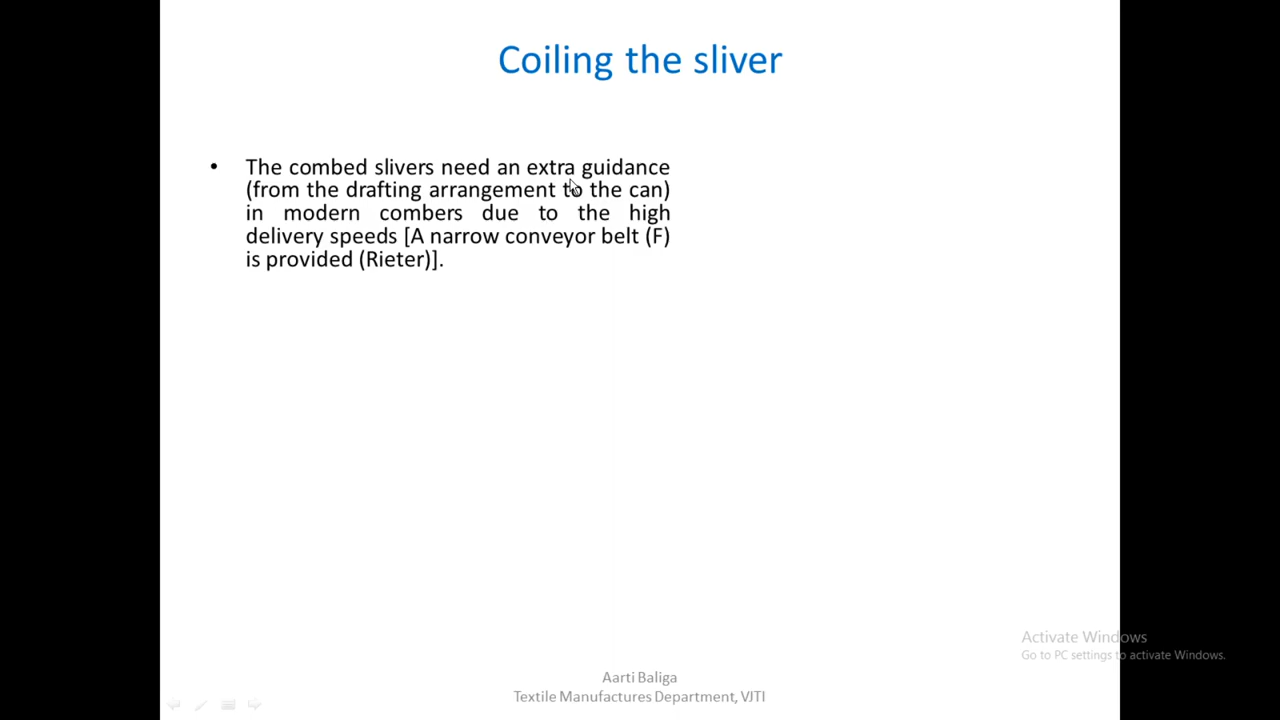 Coiling the sliver
• The combed slivers need an extra guidance
(from the drafting arrangement to the can)
in modern combers due to the high
delivery speeds [A narrow conveyor belt (F)
is provided (Rieter)].
Activate Windows
Go to PC settings to activate Windows.
Aarti Baliga
Textile Manufactures Department, VJTI